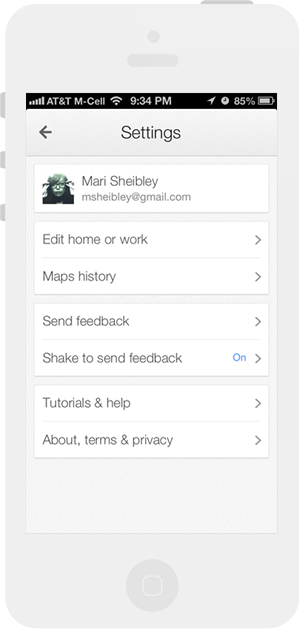 AT&T M-Cell 9:34 PM 85%
Settings
Mari Sheibley
msheibley@gmail.com
Edit home or work
Maps history
Send feedback
Shake to send feedback On
Tutorials & help
About, terms & privacy